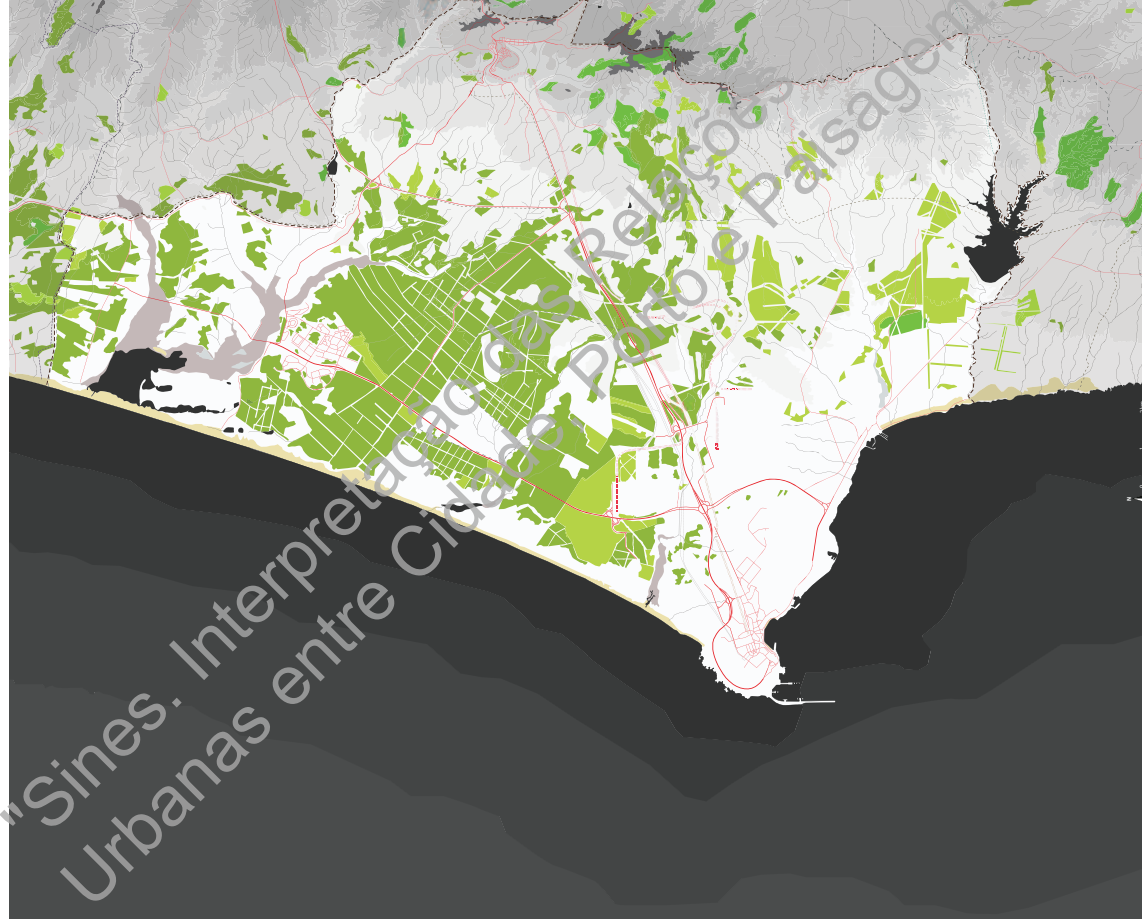 "Sines. Interpretação das Relações
Urbanas entre Cidade, Porto e Paisagem.